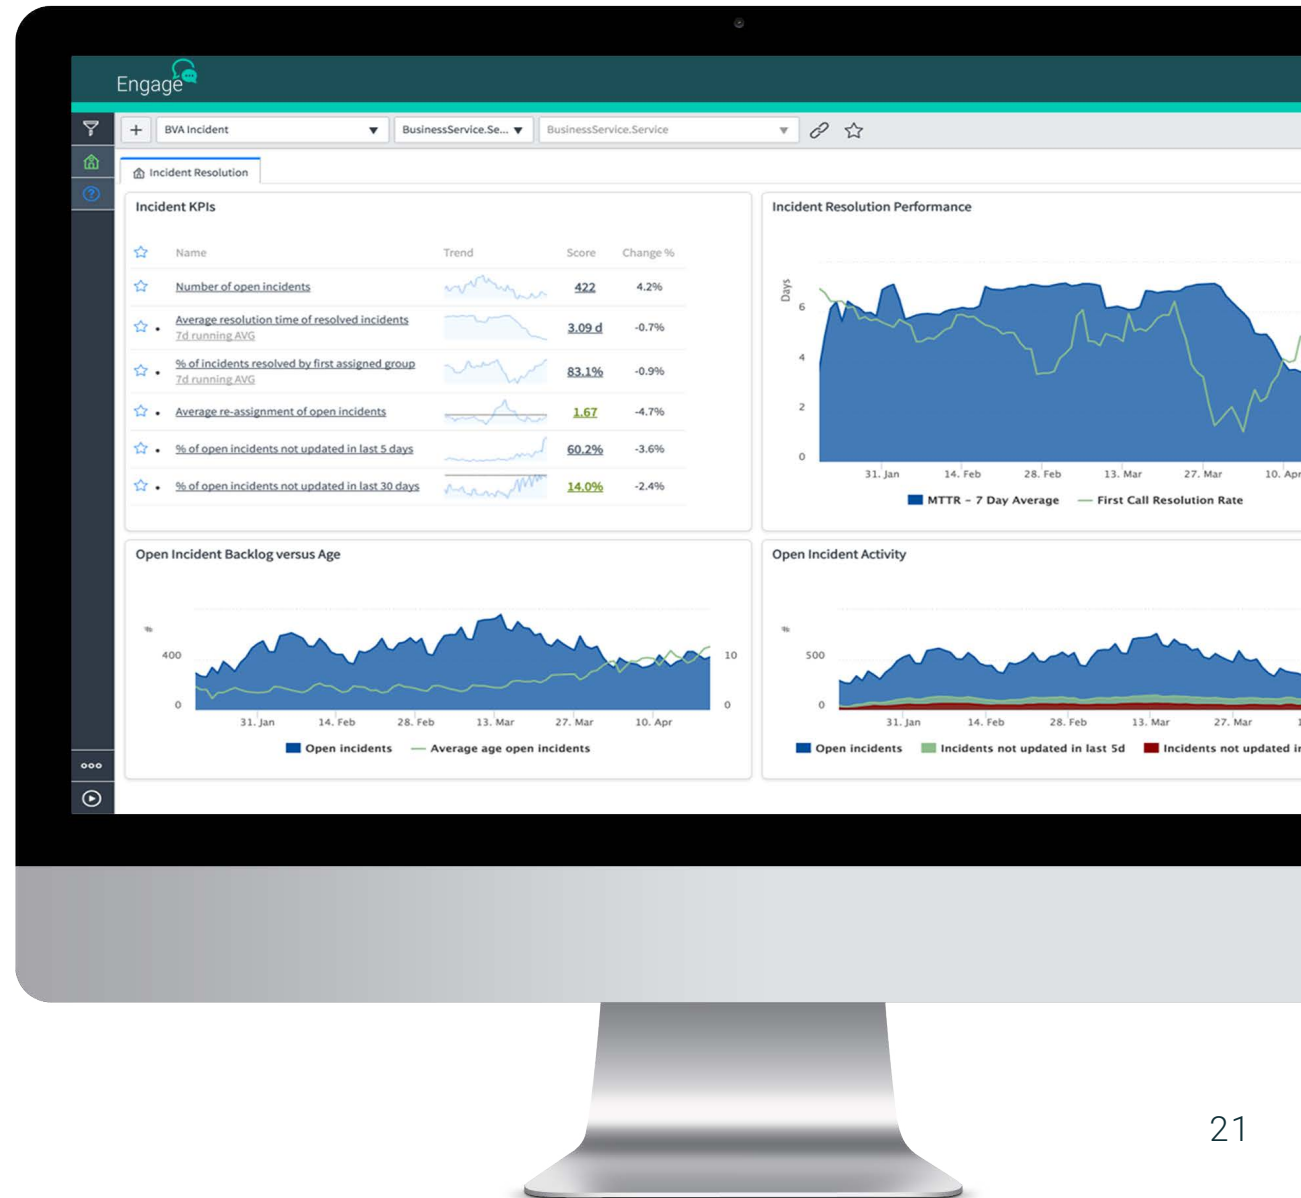 Engage
BVA Incident
BusinessService.Se...
BusinessService.Service
Incident Resolution
Incident KPIs
Name Trend Score Change %
Number of open incidents 422 4.2%
Average resolution time of resolved incidents
7d running AVG
3.09 d -0.7%
% of incidents resolved by first assigned group
7d running AVG
83.1% -0.9%
Average re-assignment of open incidents 1.67 -4.7%
% of open incidents not updated in last 5 days 60.2% -3.6%
% of open incidents not updated in last 30 days 14.0% -2.4%
Incident Resolution Performance
Days
6
4
2
0
31. Jan 14. Feb 28. Feb 13. Mar 27. Mar 10. Apr
MTTR - 7 Day Average First Call Resolution Rate
Open Incident Backlog versus Age
#
400 10
0 0
31. Jan 14. Feb 28. Feb 13. Mar 27. Mar 10. Apr
Open incidents Average age open incidents
Open Incident Activity
#
500
0
31. Jan 14. Feb 28. Feb 13. Mar 27. Mar 1
Open incidents Incidents not updated in last 5d Incidents not updated i
21